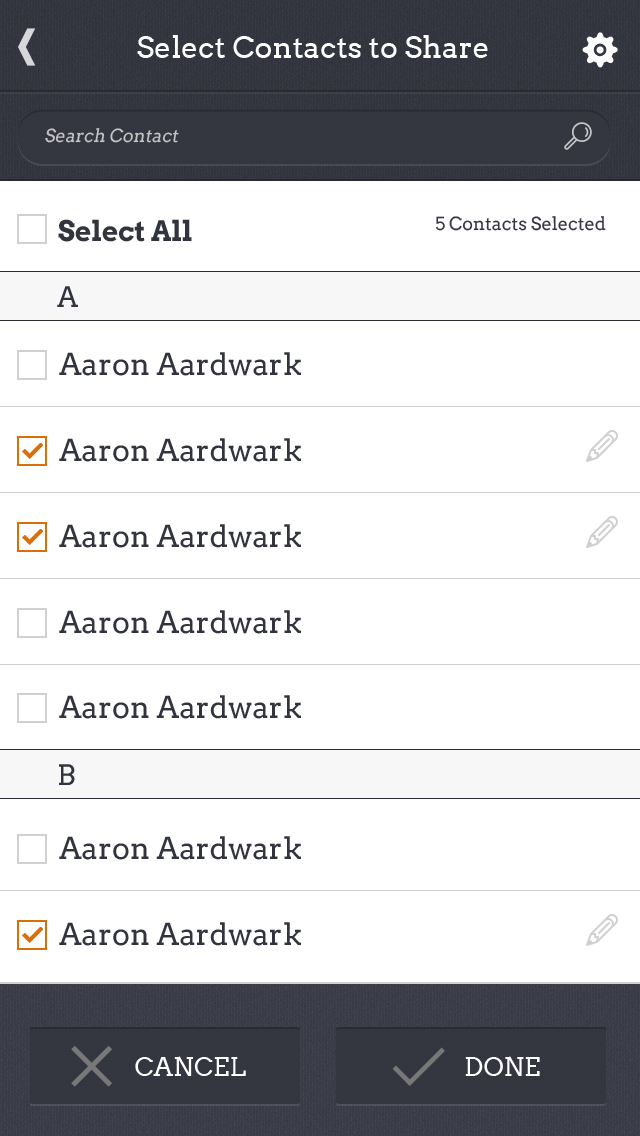 Select Contacts to Share
Search Contact
Select All
5 Contacts Selected
A
Aaron Aardwark
Aaron Aardwark
Aaron Aardwark
Aaron Aardwark
Aaron Aardwark
B
Aaron Aardwark
Aaron Aardwark
CANCEL
DONE